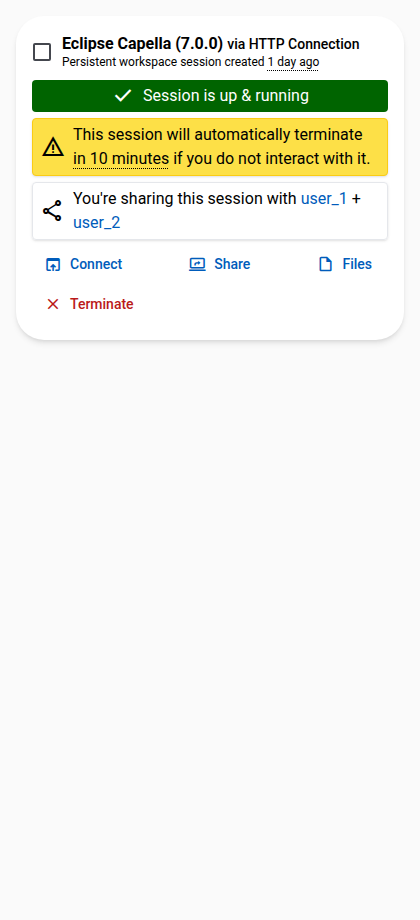 Eclipse Capella (7.0.0) via HTTP Connection
Persistent workspace session created 1 day ago
Session is up & running
This session will automatically terminate
in 10 minutes if you do not interact with it.
You're sharing this session with user_1 +
user_2
Connect Share Files
Terminate